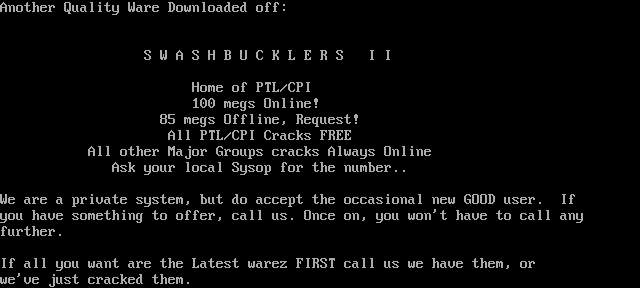 Another Quality Ware Downloaded off:
S W A S H B U C K L E R S   I I
Home of PTL/CPI
100 megs Online!
85 megs Offline, Request!
All PTL/CPI Cracks FREE
All other Major Groups cracks Always Online
Ask your local Sysop for the number..
We are a private system, but do accept the occasional new GOOD user.  If
you have something to offer, call us. Once on, you won't have to call any
further.
If all you want are the Latest warez FIRST call us we have them, or
we've just cracked them.